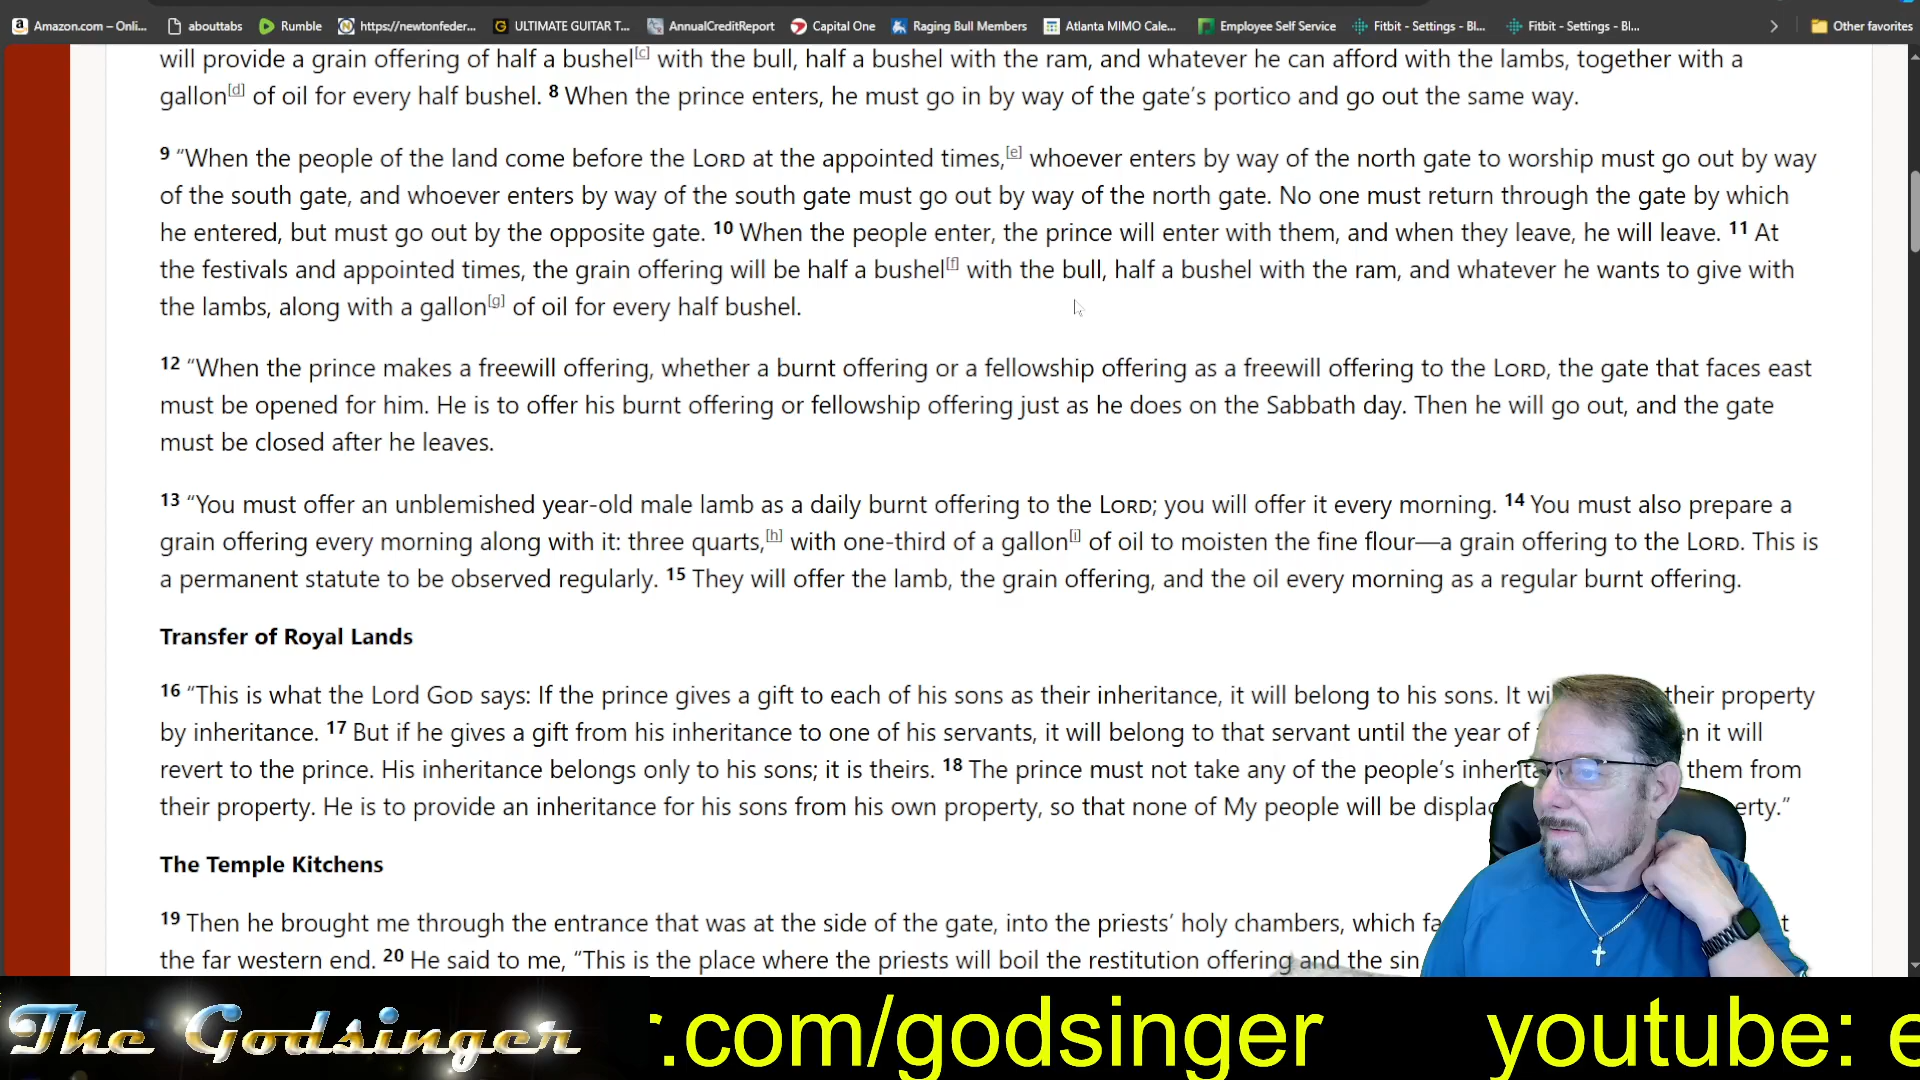 Amazon.com – Onli...
abouttabs
Rumble
https://newtonfeder...
ULTIMATE GUITAR T...
AnnualCreditReport
Capital One
Raging Bull Members
Atlanta MIMO Cale...
Employee Self Service
Fitbit - Settings - Bl...
Fitbit - Settings - Bl...
Other favorites
will provide a grain offering of half a bushel[c] with the bull, half a bushel with the ram, and whatever he can afford with the lambs, together with a
gallon[d] of oil for every half bushel. 8 When the prince enters, he must go in by way of the gate’s portico and go out the same way.
9 “When the people of the land come before the LORD at the appointed times,[e] whoever enters by way of the north gate to worship must go out by way
of the south gate, and whoever enters by way of the south gate must go out by way of the north gate. No one must return through the gate by which
he entered, but must go out by the opposite gate. 10 When the people enter, the prince will enter with them, and when they leave, he will leave. 11 At
the festivals and appointed times, the grain offering will be half a bushel[f] with the bull, half a bushel with the ram, and whatever he wants to give with
the lambs, along with a gallon[g] of oil for every half bushel.
12 “When the prince makes a freewill offering, whether a burnt offering or a fellowship offering as a freewill offering to the LORD, the gate that faces east
must be opened for him. He is to offer his burnt offering or fellowship offering just as he does on the Sabbath day. Then he will go out, and the gate
must be closed after he leaves.
13 “You must offer an unblemished year-old male lamb as a daily burnt offering to the LORD; you will offer it every morning. 14 You must also prepare a
grain offering every morning along with it: three quarts,[h] with one-third of a gallon[i] of oil to moisten the fine flour—a grain offering to the LORD. This is
a permanent statute to be observed regularly. 15 They will offer the lamb, the grain offering, and the oil every morning as a regular burnt offering.
Transfer of Royal Lands
16 “This is what the Lord GOD says: If the prince gives a gift to each of his sons as their inheritance, it will belong to his sons. It their property
by inheritance. 17 But if he gives a gift from his inheritance to one of his servants, it will belong to that servant until the year of it will
revert to the prince. His inheritance belongs only to his sons; it is theirs. 18 The prince must not take any of the people’s them from
their property. He is to provide an inheritance for his sons from his own property, so that none of My people will be
The Temple Kitchens
19 Then he brought me through the entrance that was at the side of the gate, into the priests’ holy chambers, which
the far western end. 20 He said to me, “This is the place where the priests will boil the restitution offering and the sin
The Godsinger
.com/godsinger
youtube: e